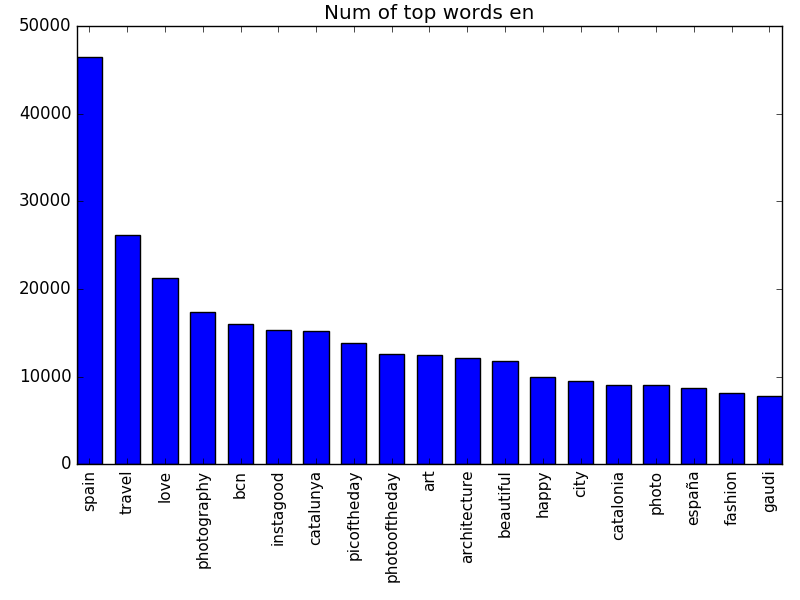 Num of top words en
50000
40000
30000
20000
10000
0
spain
travel
love
photography
bcn
instagood
catalunya
picoftheday
photooftheday
art
architecture
beautiful
happy
city
catalonia
photo
españa
fashion
gaudi